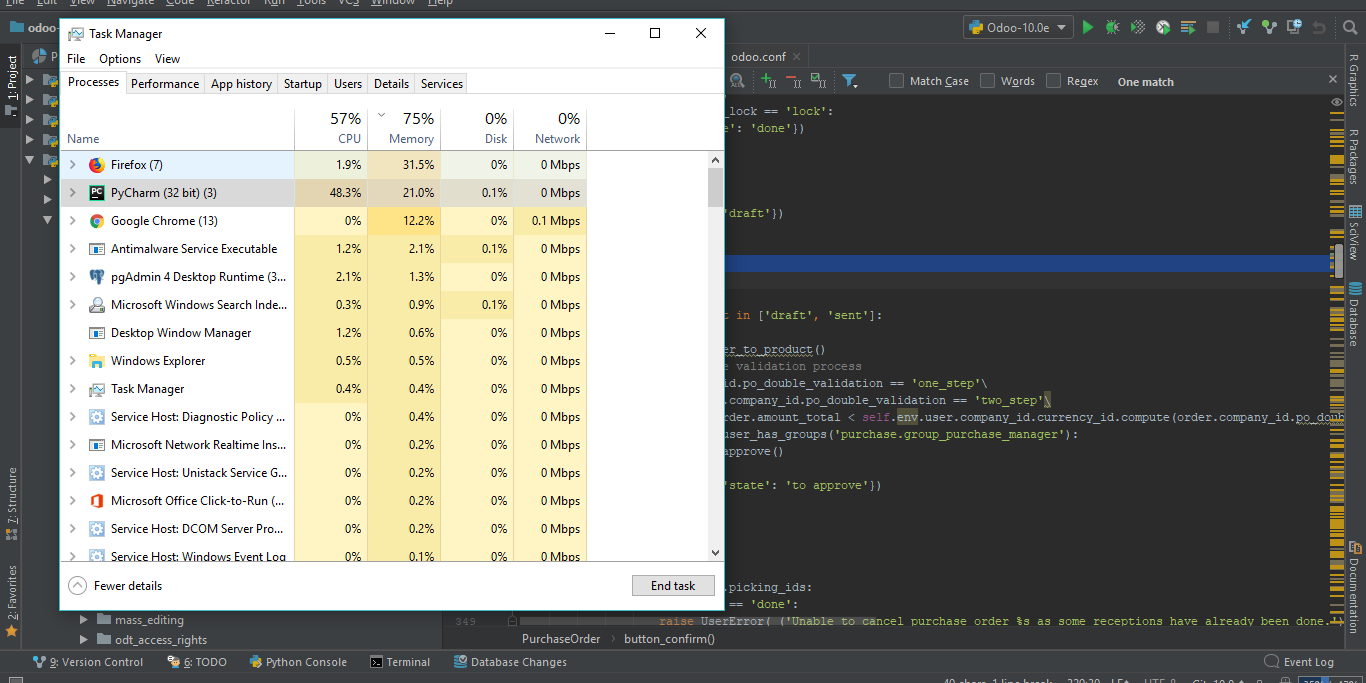 File Edit View Navigate Code Refactor Run Tools VCS Window Help
odoo-
Odoo-10.0e
Task Manager
File Options View
Processes Performance App history Startup Users Details Services
57% 75% 0% 0%
Name CPU Memory Disk Network
Firefox (7) 1.9% 31.5% 0% 0 Mbps
PyCharm (32 bit) (3) 48.3% 21.0% 0.1% 0 Mbps
Google Chrome (13) 0% 12.2% 0% 0.1 Mbps
Antimalware Service Executable 1.2% 2.1% 0.1% 0 Mbps
pgAdmin 4 Desktop Runtime (3... 2.1% 1.3% 0% 0 Mbps
Microsoft Windows Search Inde... 0.3% 0.9% 0.1% 0 Mbps
Desktop Window Manager 1.2% 0.6% 0% 0 Mbps
Windows Explorer 0.5% 0.5% 0% 0 Mbps
Task Manager 0.4% 0.4% 0% 0 Mbps
Service Host: Diagnostic Policy ... 0% 0.4% 0% 0 Mbps
Microsoft Network Realtime Ins... 0% 0.2% 0% 0 Mbps
Service Host: Unistack Service G... 0% 0.2% 0% 0 Mbps
Microsoft Office Click-to-Run (... 0% 0.2% 0% 0 Mbps
Service Host: DCOM Server Pro... 0% 0.2% 0% 0 Mbps
Service Host: Windows Event Log 0% 0.1% 0% 0 Mbps
Fewer details End task
odoo.conf
Match Case Words Regex One match
_lock == 'lock':
': 'done'})
'draft'})
t in ['draft', 'sent']:
er_to_product()
e validation process
id.po_double_validation == 'one_step'\
.company_id.po_double_validation == 'two_step'\
rder.amount_total < self.env.user.company_id.currency_id.compute(order.company_id.po_doub
user_has_groups('purchase.group_purchase_manager'):
pprove()
'state': 'to approve'})
.picking_ids:
== 'done':
349 raise UserError(_('Unable to cancel purchase order %s as some receptions have already been done.')
PurchaseOrder button_confirm()
1: Project
7: Structure
2: Favorites
mass_editing
odt_access_rights
R Graphics
R Packages
SciView
Database
Documentation
9: Version Control 6: TODO Python Console Terminal Database Changes Event Log